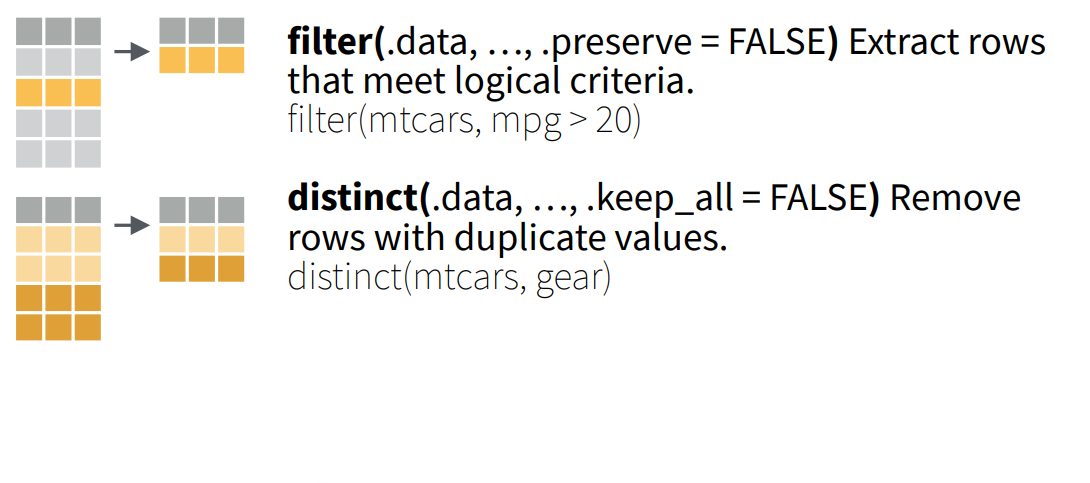 filter(.data, …, .preserve = FALSE) Extract rows
that meet logical criteria.
filter(mtcars, mpg > 20)
distinct(.data, …, .keep_all = FALSE) Remove
rows with duplicate values.
distinct(mtcars, gear)